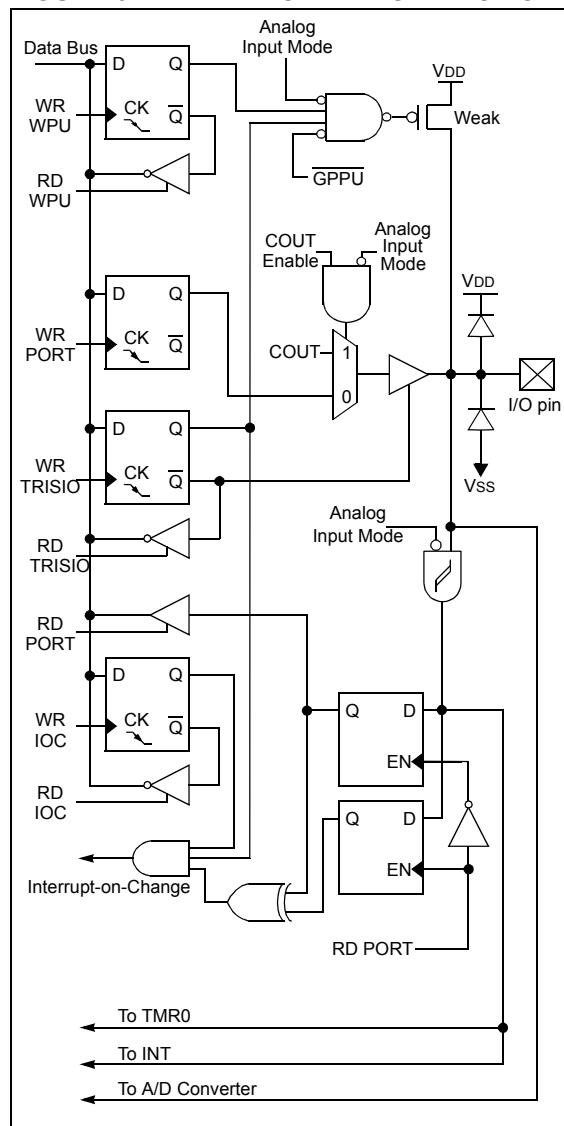 Data Bus
D Q
WR
WPU
CK
Q
RD
WPU
Analog
Input Mode
GPPU
VDD
Weak
COUT
Enable
Analog
Input
Mode
D Q
WR
PORT
CK
Q
COUT
1
0
VDD
I/O pin
VSS
D Q
WR
TRISIO
CK
Q
RD
TRISIO
Analog
Input Mode
RD
PORT
D Q
WR
IOC
CK
Q
RD
IOC
Q D
EN
Q D
EN
Interrupt-on-Change
RD PORT
To TMR0
To INT
To A/D Converter